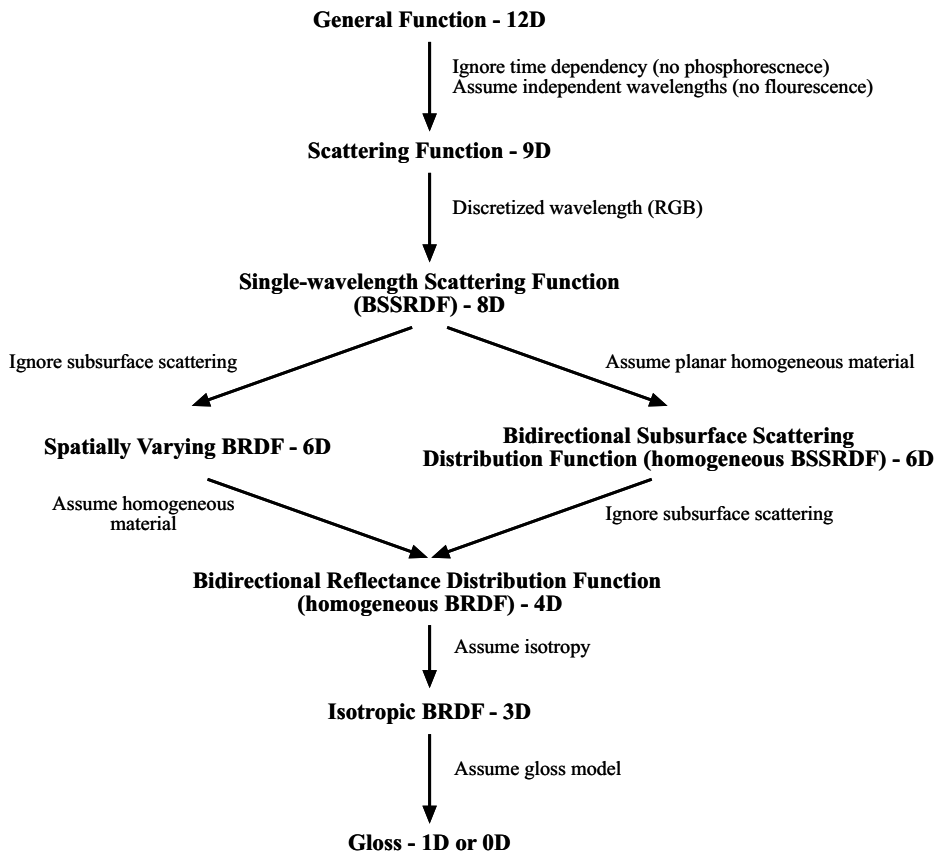 General Function - 12D
Ignore time dependency (no phosphorescnece)
Assume independent wavelengths (no flourescence)
Scattering Function - 9D
Discretized wavelength (RGB)
Single-wavelength Scattering Function
(BSSRDF) - 8D
Ignore subsurface scattering
Assume planar homogeneous material
Spatially Varying BRDF - 6D
Bidirectional Subsurface Scattering
Distribution Function (homogeneous BSSRDF) - 6D
Assume homogeneous
material
Ignore subsurface scattering
Bidirectional Reflectance Distribution Function
(homogeneous BRDF) - 4D
Assume isotropy
Isotropic BRDF - 3D
Assume gloss model
Gloss - 1D or 0D